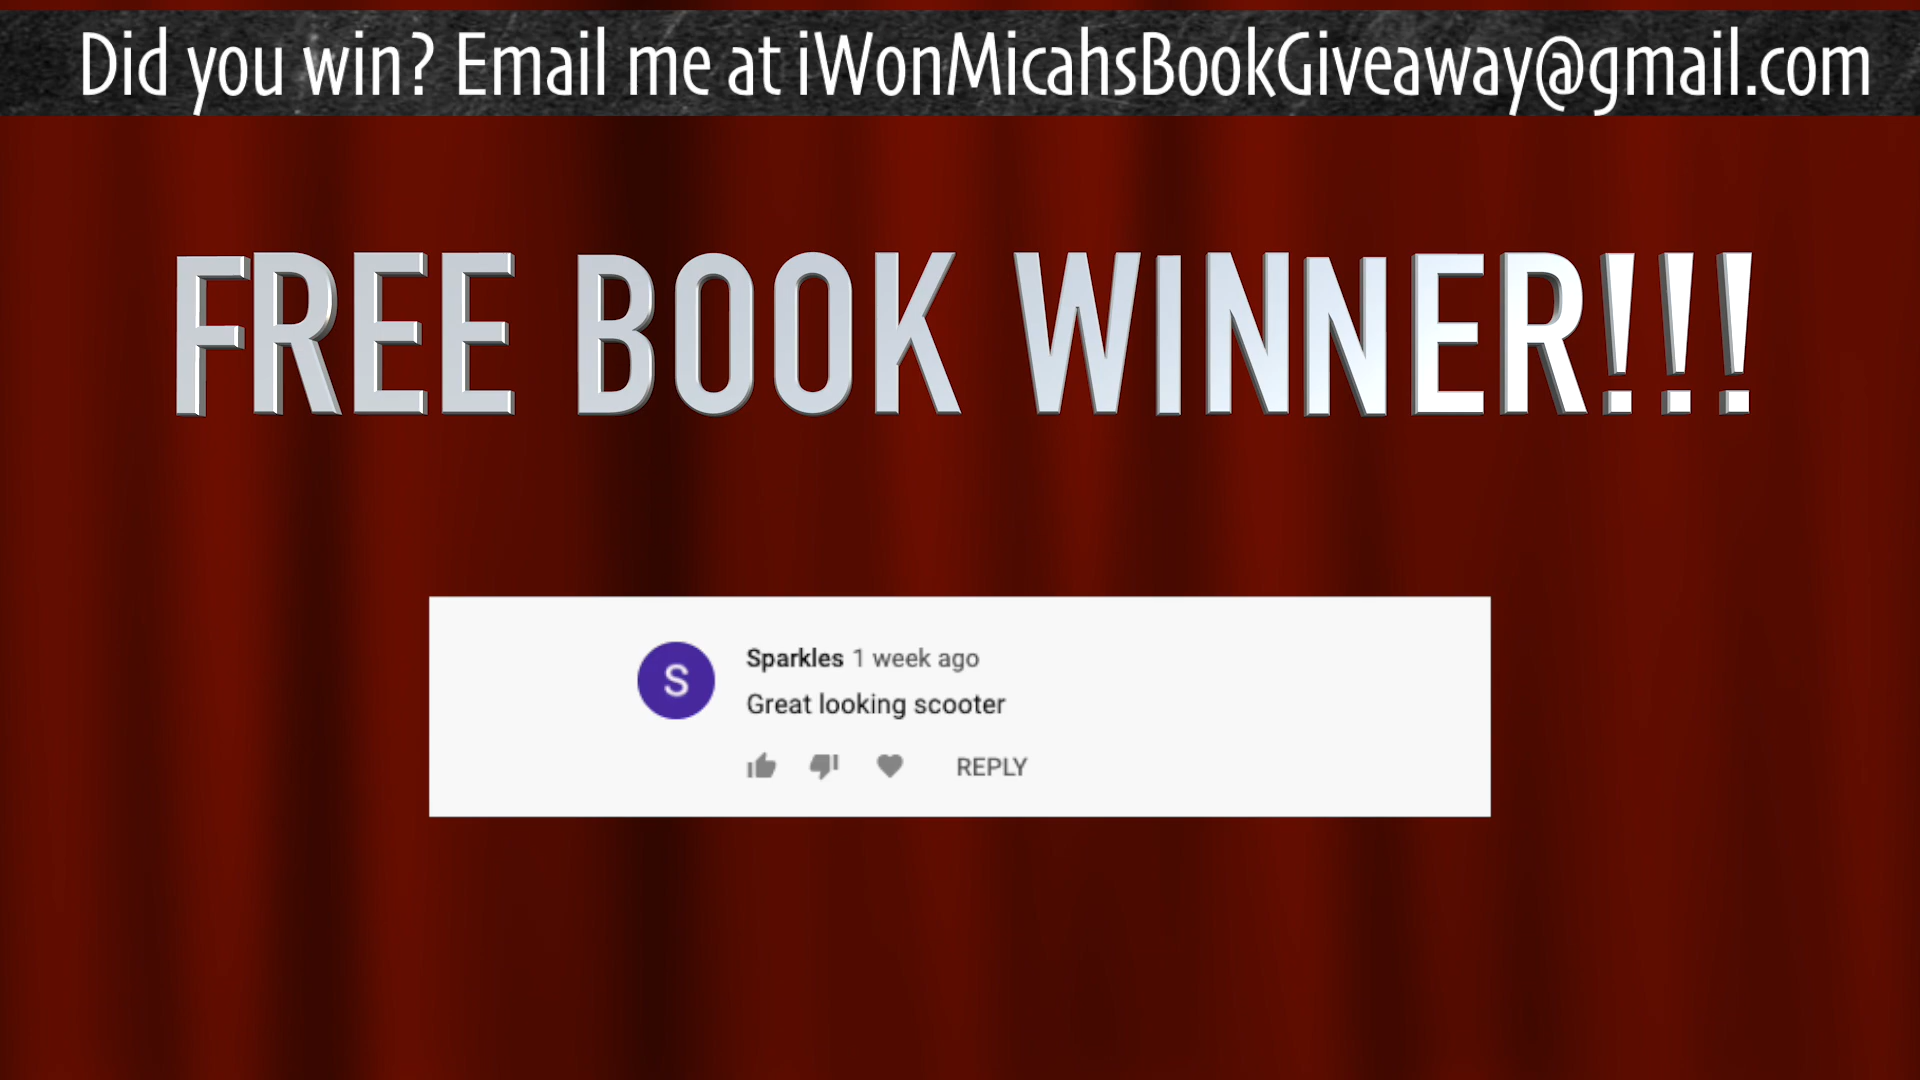 Did you win? Email me at iWonMicahsBookGiveaway@gmail.com
FREE BOOK WINNER!!!
S
Sparkles 1 week ago
Great looking scooter
REPLY